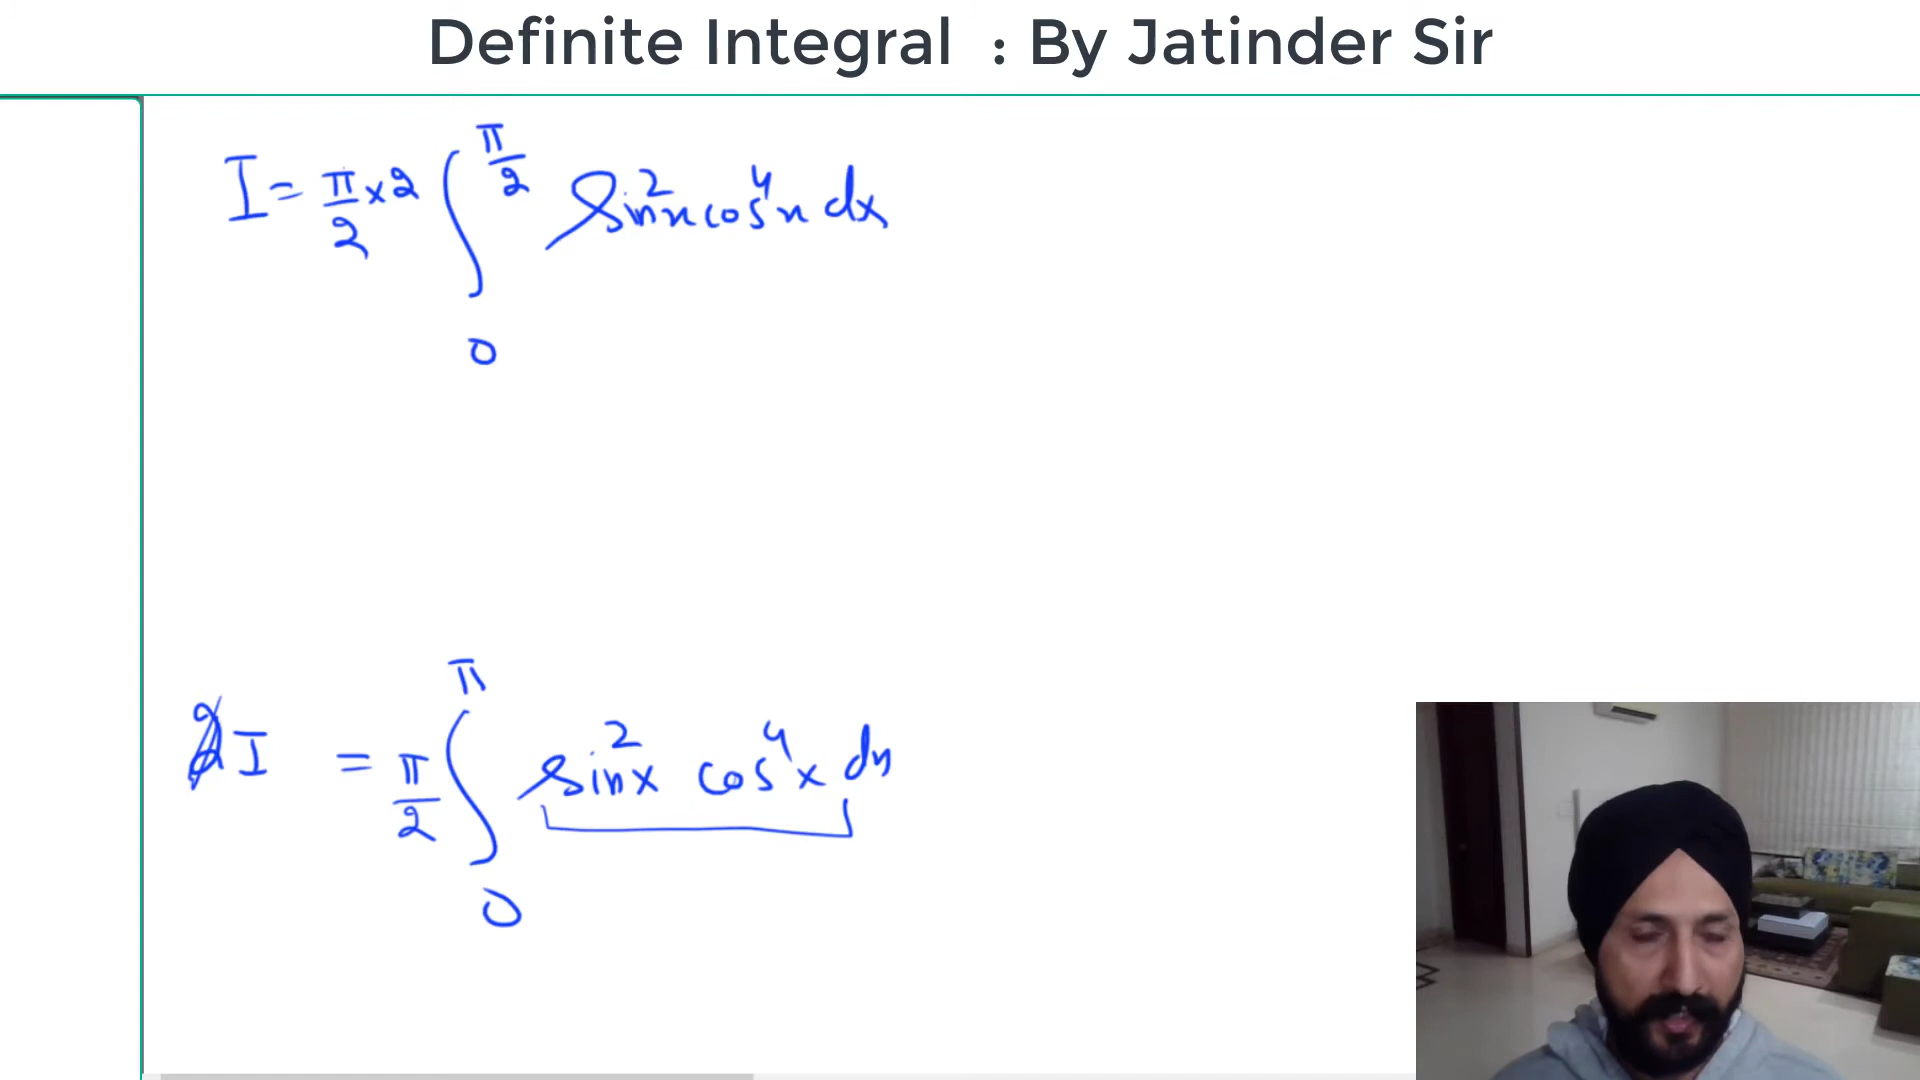 Definite Integral : By Jatinder Sir
I = π/2 × 2 ∫₀^(π/2) sin²x cos⁴x dx
2I = π/2 ∫₀^π sin²x cos⁴x dx